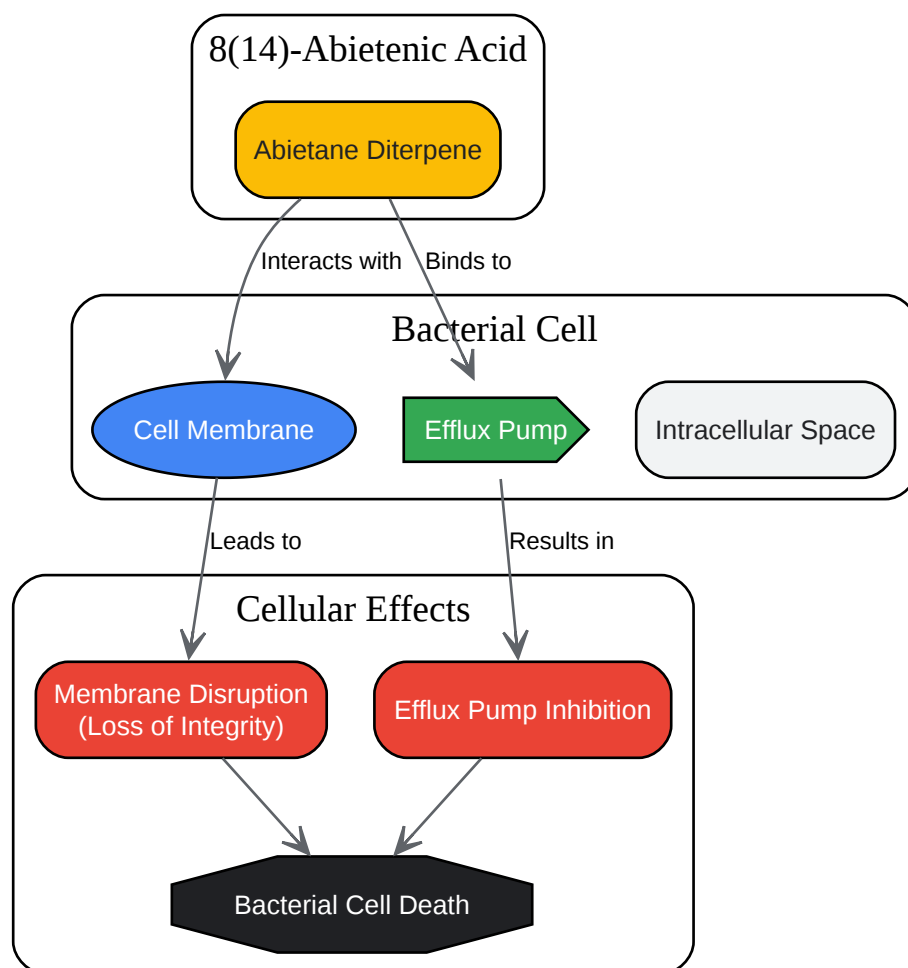 8(14)-Abietenic Acid
Abietane Diterpene
Interacts with
Binds to
Bacterial Cell
Cell Membrane
Efflux Pump
Intracellular Space
Leads to
Results in
Cellular Effects
Membrane Disruption
(Loss of Integrity)
Efflux Pump Inhibition
Bacterial Cell Death